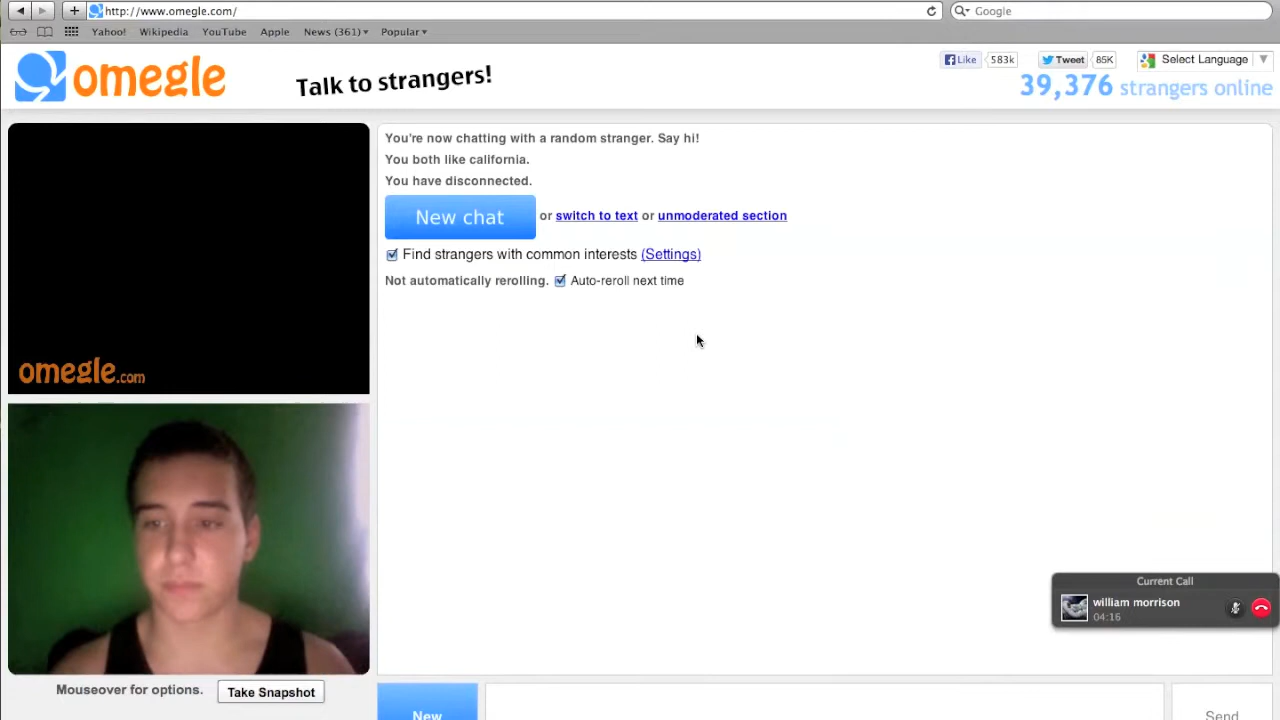 http://www.omegle.com/
Google
Yahoo! Wikipedia YouTube Apple News (361) Popular
omegle
Talk to strangers!
Like 583k Tweet 85K Select Language
39,376 strangers online
You're now chatting with a random stranger. Say hi!
You both like california.
You have disconnected.
New chat or switch to text or unmoderated section
Find strangers with common interests (Settings)
Not automatically rerolling. Auto-reroll next time
omegle.com
Current Call
william morrison
04:16
Mouseover for options. Take Snapshot
New
Send